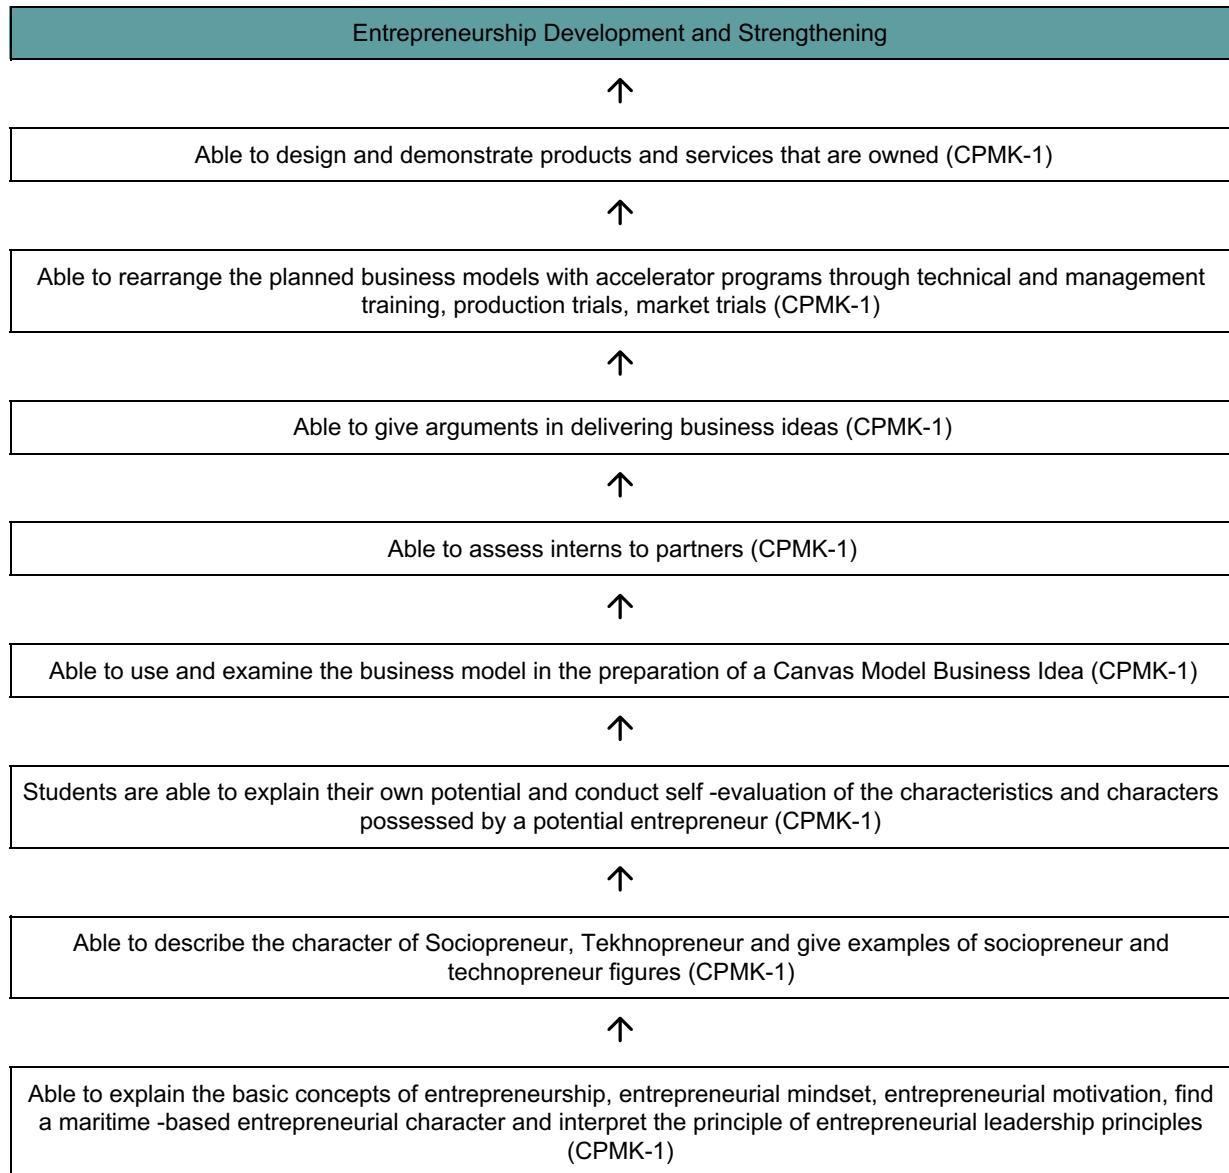 Entrepreneurship Development and Strengthening
Able to design and demonstrate products and services that are owned (CPMK-1)
Able to rearrange the planned business models with accelerator programs through technical and management
training, production trials, market trials (CPMK-1)
Able to give arguments in delivering business ideas (CPMK-1)
Able to assess interns to partners (CPMK-1)
Able to use and examine the business model in the preparation of a Canvas Model Business Idea (CPMK-1)
Students are able to explain their own potential and conduct self -evaluation of the characteristics and characters
possessed by a potential entrepreneur (CPMK-1)
Able to describe the character of Sociopreneur, Tekhnopreneur and give examples of sociopreneur and
technopreneur figures (CPMK-1)
Able to explain the basic concepts of entrepreneurship, entrepreneurial mindset, entrepreneurial motivation, find
a maritime -based entrepreneurial character and interpret the principle of entrepreneurial leadership principles
(CPMK-1)